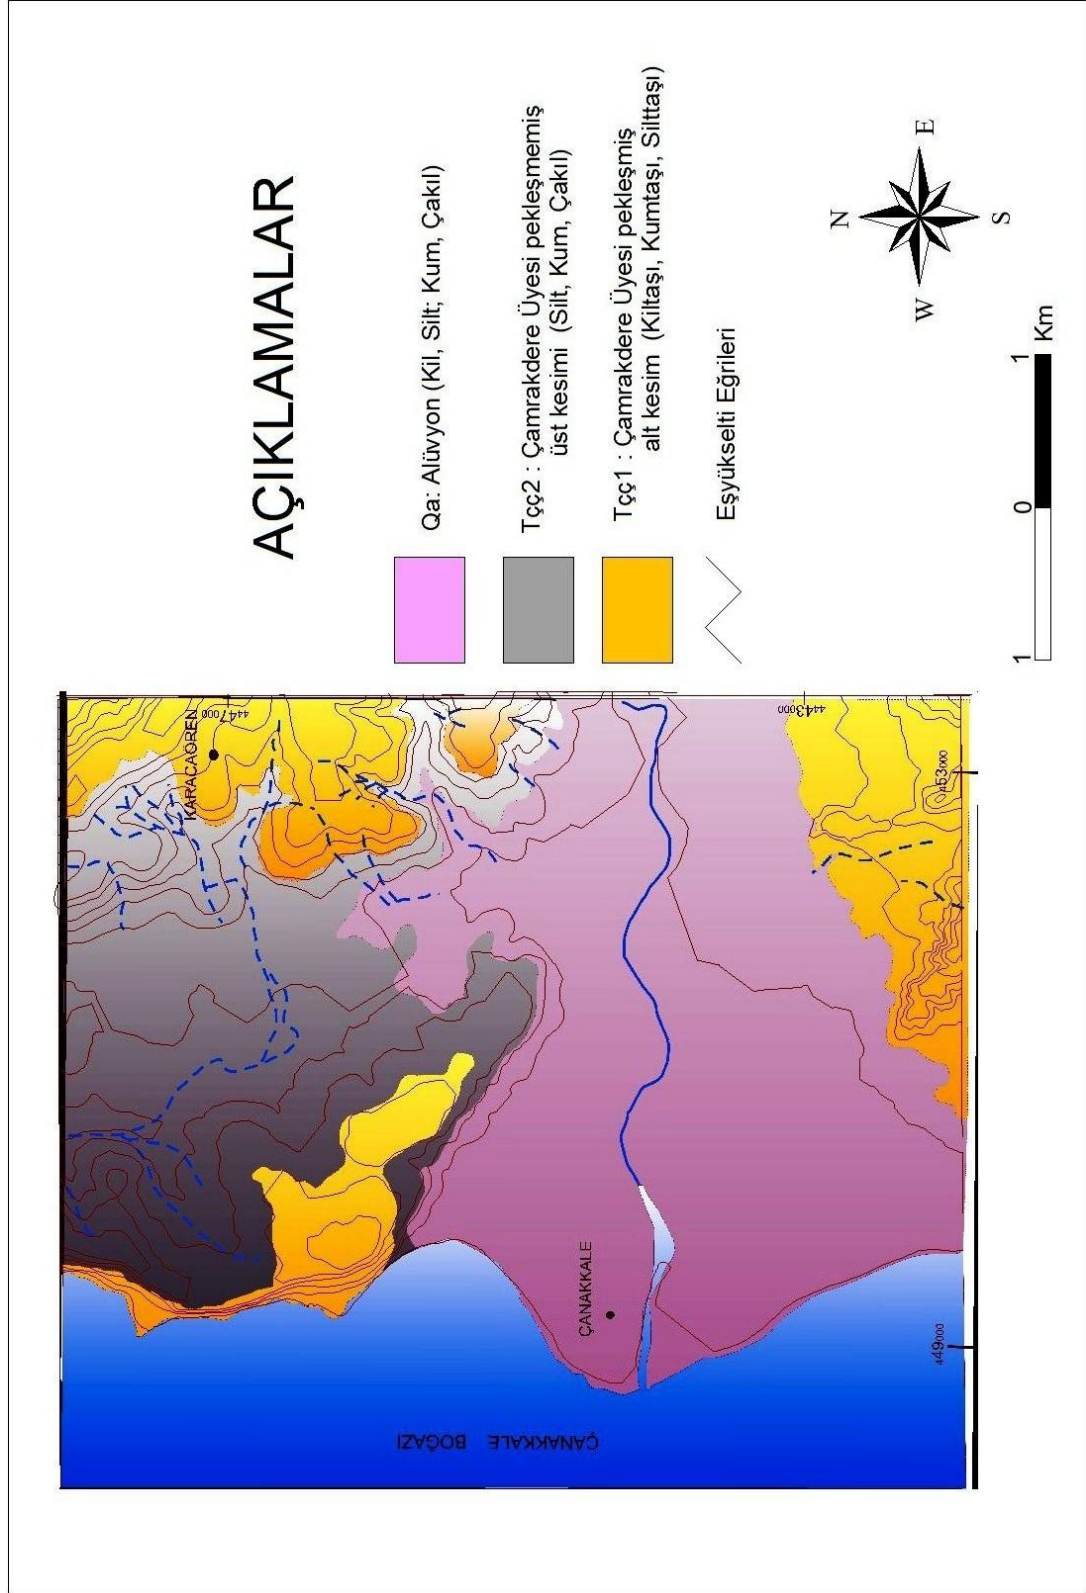 AÇIKLAMALAR
Qa: Alüvyon (Kil, Silt; Kum, Çakıl)
Tçç2 : Çamrakdere Üyesi pekleşmemiş
üst kesimi (Silt, Kum, Çakıl)
Tçç1 : Çamrakdere Üyesi pekleşmiş
alt kesim (Kiltaşı, Kumtaşı, Silttaşı)
Eşyükselti Eğrileri
N
E
S
W
1 0 1 Km
KARACAÖREN
4447000
4443000
453000
449000
ÇANAKKALE
ÇANAKKALE BOĞAZI